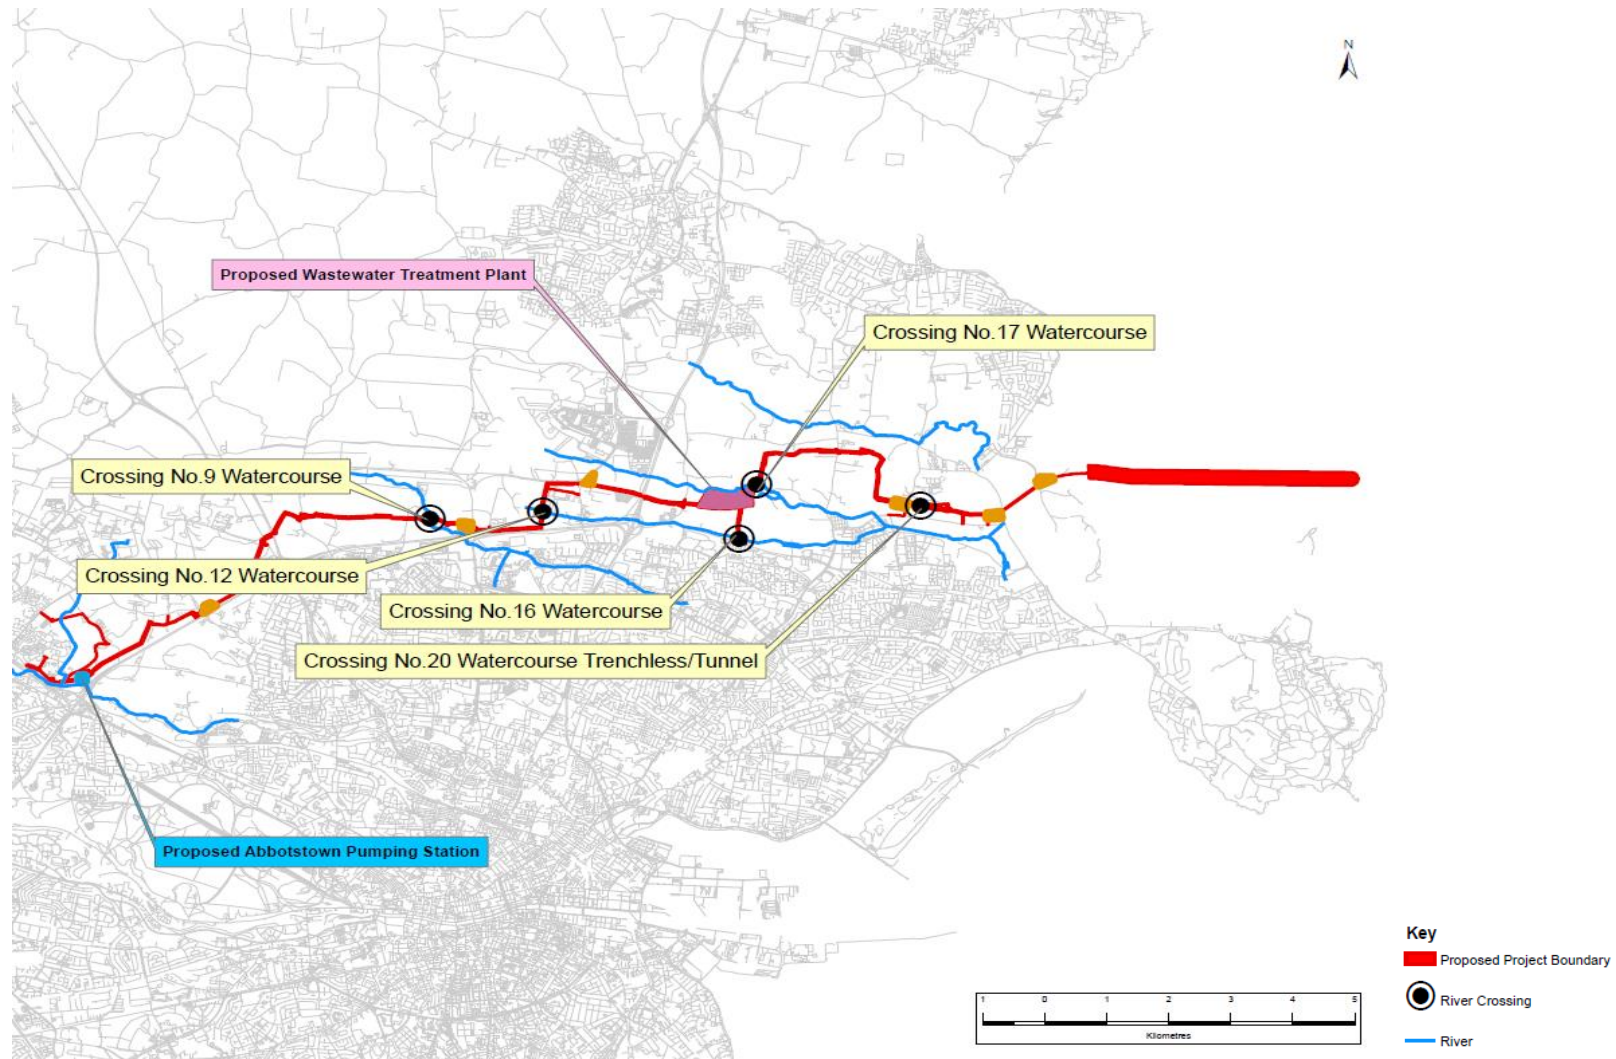 N
Proposed Wastewater Treatment Plant
Crossing No.17 Watercourse
Crossing No.9 Watercourse
Crossing No.12 Watercourse
Crossing No.16 Watercourse
Crossing No.20 Watercourse Trenchless/Tunnel
Proposed Abbotstown Pumping Station
Key
Proposed Project Boundary
River Crossing
River
1 0 1 2 3 4 5
Kilometres